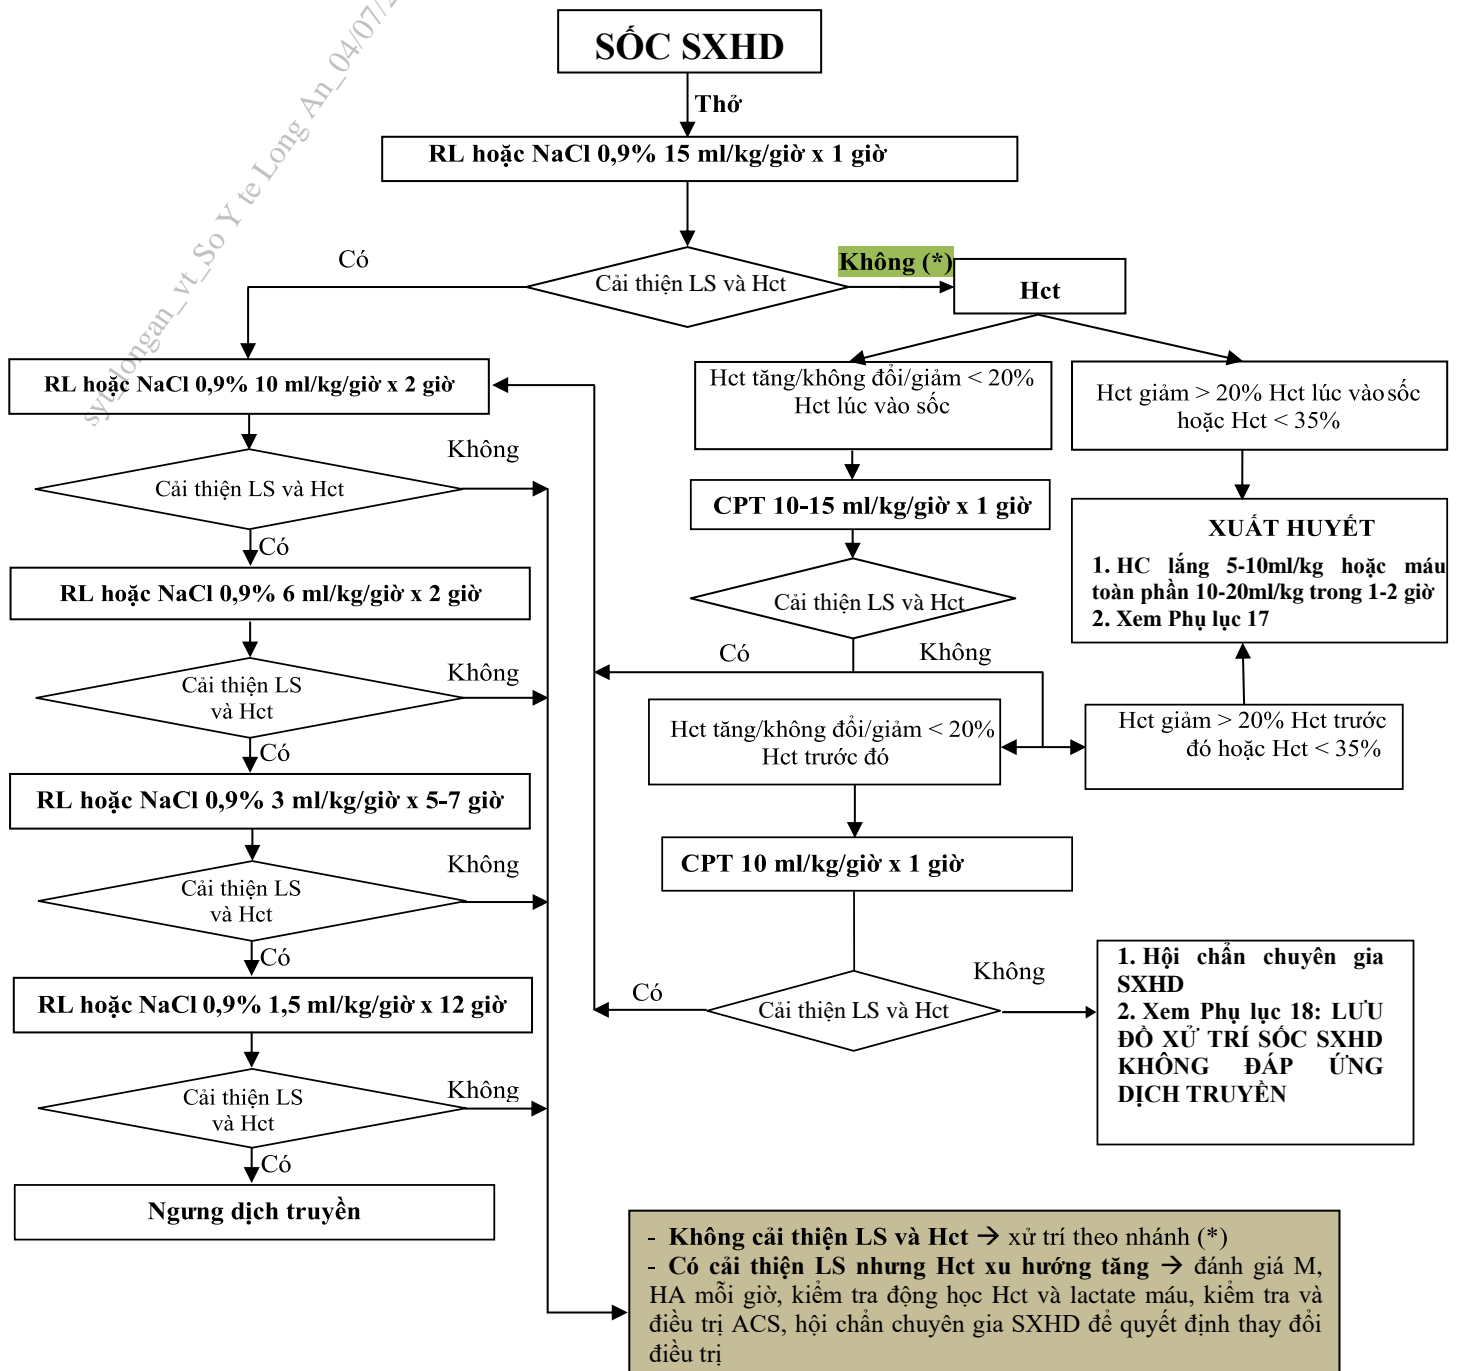 syt_longan_vt_So Y te Long An_04/07/2
SỐC SXHD
Thở
RL hoặc NaCl 0,9% 15 ml/kg/giờ x 1 giờ
Có
Cải thiện LS và Hct
Không (*)
Hct
RL hoặc NaCl 0,9% 10 ml/kg/giờ x 2 giờ
Hct tăng/không đổi/giảm < 20%
Hct lúc vào sốc
Hct giảm > 20% Hct lúc vào sốc
hoặc Hct < 35%
Không
Cải thiện LS và Hct
CPT 10-15 ml/kg/giờ x 1 giờ
XUẤT HUYẾT
1. HC lắng 5-10ml/kg hoặc máu
toàn phần 10-20ml/kg trong 1-2 giờ
2. Xem Phụ lục 17
Có
RL hoặc NaCl 0,9% 6 ml/kg/giờ x 2 giờ
Cải thiện LS và Hct
Có
Không
Không
Cải thiện LS
và Hct
Hct tăng/không đổi/giảm < 20%
Hct trước đó
Hct giảm > 20% Hct trước
đó hoặc Hct < 35%
Có
RL hoặc NaCl 0,9% 3 ml/kg/giờ x 5-7 giờ
CPT 10 ml/kg/giờ x 1 giờ
Không
Cải thiện LS
và Hct
Có
RL hoặc NaCl 0,9% 1,5 ml/kg/giờ x 12 giờ
Có
Cải thiện LS và Hct
Không
1. Hội chẩn chuyên gia
SXHD
2. Xem Phụ lục 18: LƯU
ĐỒ XỬ TRÍ SỐC SXHD
KHÔNG ĐÁP ỨNG
DỊCH TRUYỀN
Không
Cải thiện LS
và Hct
Có
Ngưng dịch truyền
- Không cải thiện LS và Hct → xử trí theo nhánh (*)
- Có cải thiện LS nhưng Hct xu hướng tăng → đánh giá M,
HA mỗi giờ, kiểm tra động học Hct và lactate máu, kiểm tra và
điều trị ACS, hội chẩn chuyên gia SXHD để quyết định thay đổi
điều trị